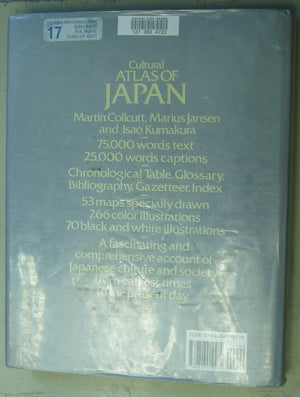 17
Cultural
ATLAS OF
JAPAN
Martin Collcutt, Marius Jansen
and Isao Kumakura
75,000 words text
25,000 words captions
Chronological Table, Glossary,
Bibliography, Gazetteer, Index
53 maps specially drawn
266 color illustrations
70 black and white illustrations
A fascinating and
comprehensive account of
Japanese culture and society
from earliest times
to the present day